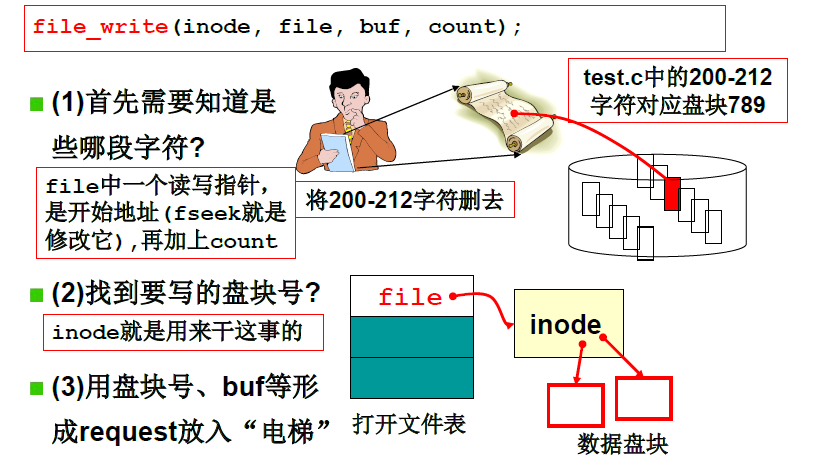 file_write(inode, file, buf, count);
(1)首先需要知道是
些哪段字符?
file中一个读写指针，
是开始地址(fseek就是
修改它),再加上count
将200-212字符删去
test.c中的200-212
字符对应盘块789
(2)找到要写的盘块号?
inode就是用来干这事的
(3)用盘块号、buf等形
成request放入“电梯”
file
打开文件表
inode
数据盘块